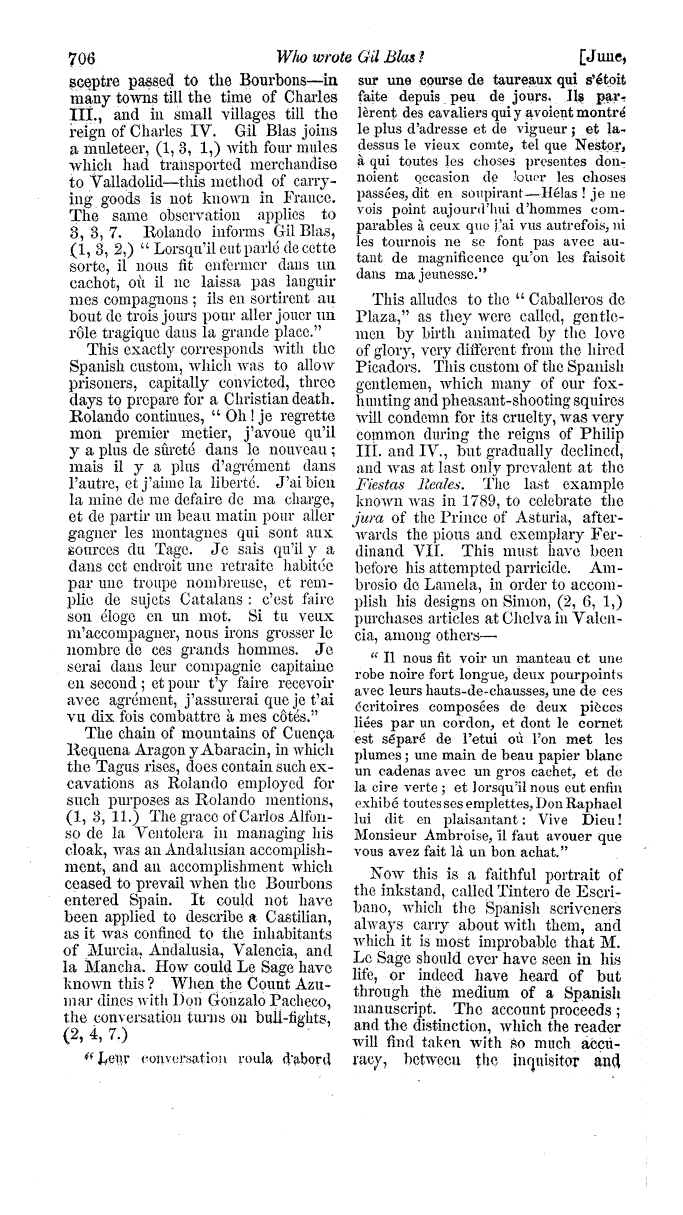 706 Who wrote Gil Blas? [June,
sceptre passed to the Bourbons—in
many towns till the time of Charles
III., and in small villages till the
reign of Charles IV. Gil Blas joins
a muleteer, (1, 3, 1,) with four mules
which had transported merchandise
to Valladolid—this method of carry-
ing goods is not known in France.
The same observation applies to
3, 3, 7. Rolando informs Gil Blas,
(1, 3, 2,) “ Lorsqu'il eut parlé de cette
sorte, il nous fit enfermer dans un
cachot, où il ne laissa pas languir
mes compagnons ; ils en sortirent au
bout de trois jours pour aller jouer un
rôle tragique dans la grande place.”
This exactly corresponds with the
Spanish custom, which was to allow
prisoners, capitally convicted, three
days to prepare for a Christian death.
Rolando continues, “ Oh ! je regrette
mon premier metier, j'avoue qu'il
y a plus de sûreté dans le nouveau ;
mais il y a plus d'agrément dans
l'autre, et j'aime la liberté. J'ai bien
la mine de me defaire de ma charge,
et de partir un beau matin pour aller
gagner les montagnes qui sont aux
sources du Tage. Je sais qu'il y a
dans cet endroit une retraite habitée
par une troupe nombreuse, et rem-
plie de sujets Catalans : c'est faire
son éloge en un mot. Si tu veux
m'accompagner, nous irons grosser le
nombre de ces grands hommes. Je
serai dans leur compagnie capitaine
en second ; et pour t'y faire recevoir
avec agrément, j'assurerai que je t'ai
vu dix fois combattre à mes côtés.”
The chain of mountains of Cuença
Requena Aragon y Abaracin, in which
the Tagus rises, does contain such ex-
cavations as Rolando employed for
such purposes as Rolando mentions,
(1, 3, 11.) The grace of Carlos Alfon-
so de la Ventolera in managing his
cloak, was an Andalusian accomplish-
ment, and an accomplishment which
ceased to prevail when the Bourbons
entered Spain. It could not have
been applied to describe a Castilian,
as it was confined to the inhabitants
of Murcia, Andalusia, Valencia, and
la Mancha. How could Le Sage have
known this ? When the Count Azu-
mar dines with Don Gonzalo Pacheco,
the conversation turns on bull-fights,
(2, 4, 7.)
“ Leur conversation roula d'abord
sur une course de taureaux qui s'étoit
faite depuis peu de jours. Ils par-
lèrent des cavaliers qui y avoient montré
le plus d'adresse et de vigueur ; et la-
dessus le vieux comte, tel que Nestor,
à qui toutes les choses presentes don-
noient occasion de louer les choses
passées, dit en soupirant—Hélas ! je ne
vois point aujourd'hui d'hommes com-
parables à ceux que j'ai vus autrefois, ni
les tournois ne se font pas avec au-
tant de magnificence qu'on les faisoit
dans ma jeunesse.”
This alludes to the “ Caballeros de
Plaza,” as they were called, gentle-
men by birth animated by the love
of glory, very different from the hired
Picadors. This custom of the Spanish
gentlemen, which many of our fox-
hunting and pheasant-shooting squires
will condemn for its cruelty, was very
common during the reigns of Philip
III. and IV., but gradually declined,
and was at last only prevalent at the
Fiestas Reales. The last example
known was in 1789, to celebrate the
jura of the Prince of Asturia, after-
wards the pious and exemplary Fer-
dinand VII. This must have been
before his attempted parricide. Am-
brosio de Lamela, in order to accom-
plish his designs on Simon, (2, 6, 1,)
purchases articles at Chelva in Valen-
cia, among others—
“ Il nous fit voir un manteau et une
robe noire fort longue, deux pourpoints
avec leurs hauts-de-chausses, une de ces
écritoires composées de deux pièces
liées par un cordon, et dont le cornet
est séparé de l'etui où l'on met les
plumes ; une main de beau papier blanc
un cadenas avec un gros cachet, et de
la cire verte ; et lorsqu'il nous eut enfin
exhibé toutes ses emplettes, Don Raphael
lui dit en plaisantant : Vive Dieu !
Monsieur Ambroise, il faut avouer que
vous avez fait là un bon achat.”
Now this is a faithful portrait of
the inkstand, called Tintero de Escri-
bano, which the Spanish scriveners
always carry about with them, and
which it is most improbable that M.
Le Sage should ever have seen in his
life, or indeed have heard of but
through the medium of a Spanish
manuscript. The account proceeds ;
and the distinction, which the reader
will find taken with so much accu-
racy, between the inquisitor and